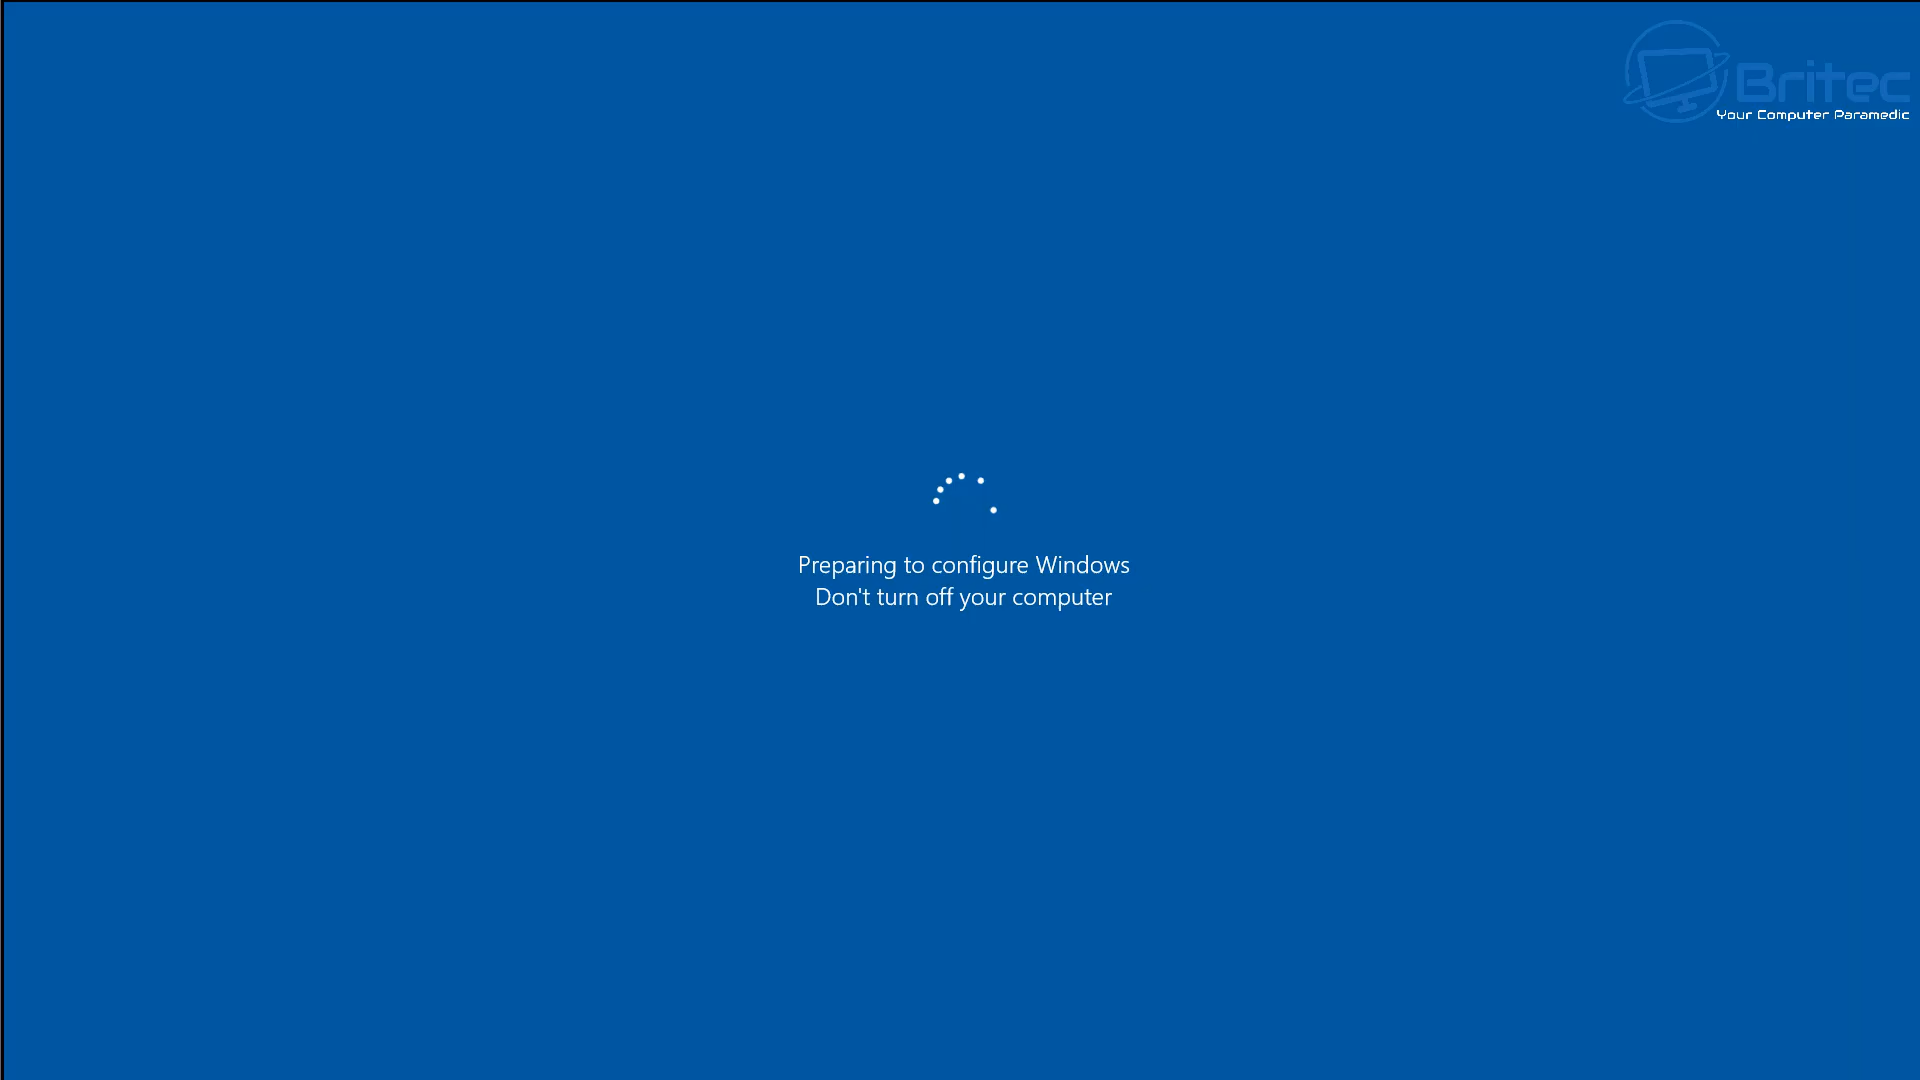 Britec
Your Computer Paramedic
Preparing to configure Windows
Don't turn off your computer